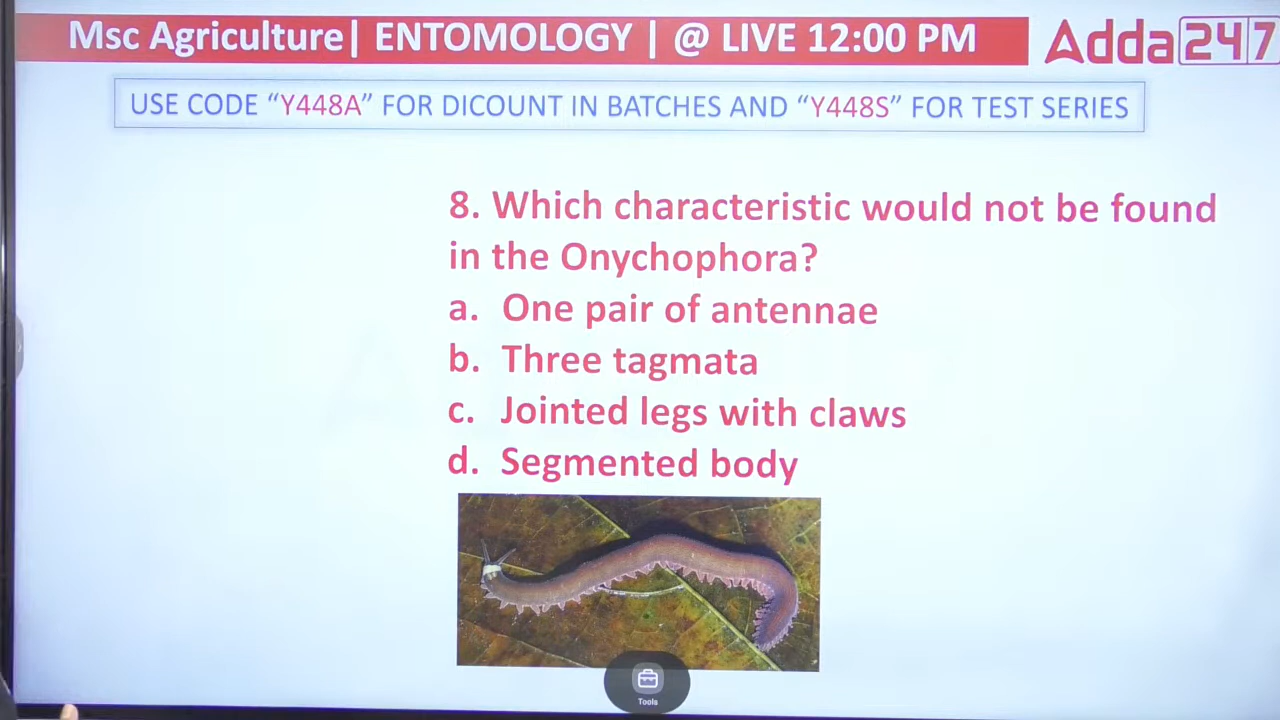 Msc Agriculture| ENTOMOLOGY | @ LIVE 12:00 PM
Adda247
USE CODE “Y448A” FOR DICOUNT IN BATCHES AND “Y448S” FOR TEST SERIES
8. Which characteristic would not be found
in the Onychophora?
a. One pair of antennae
b. Three tagmata
c. Jointed legs with claws
d. Segmented body
Tools